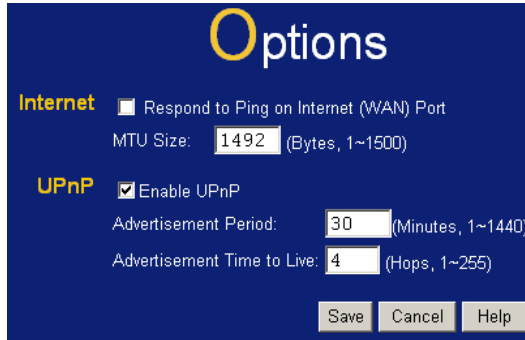 Options
Internet Respond to Ping on Internet (WAN) Port
MTU Size: 1492 (Bytes, 1~1500)
UPnP Enable UPnP
Advertisement Period: 30 (Minutes, 1~1440)
Advertisement Time to Live: 4 (Hops, 1~255)
Save Cancel Help